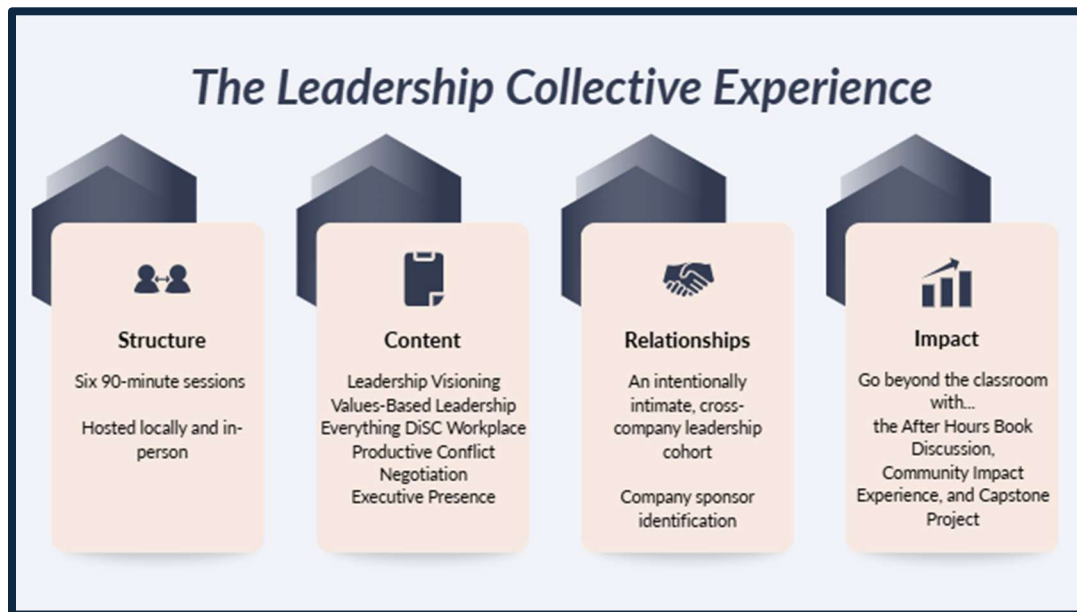 The Leadership Collective Experience
Structure
Six 90-minute sessions
Hosted locally and in-
person
Content
Leadership Visioning
Values-Based Leadership
Everything DiSC Workplace
Productive Conflict
Negotiation
Executive Presence
Relationships
An intentionally
intimate, cross-
company leadership
cohort
Company sponsor
identification
Impact
Go beyond the classroom
with...
the After Hours Book
Discussion,
Community Impact
Experience, and Capstone
Project